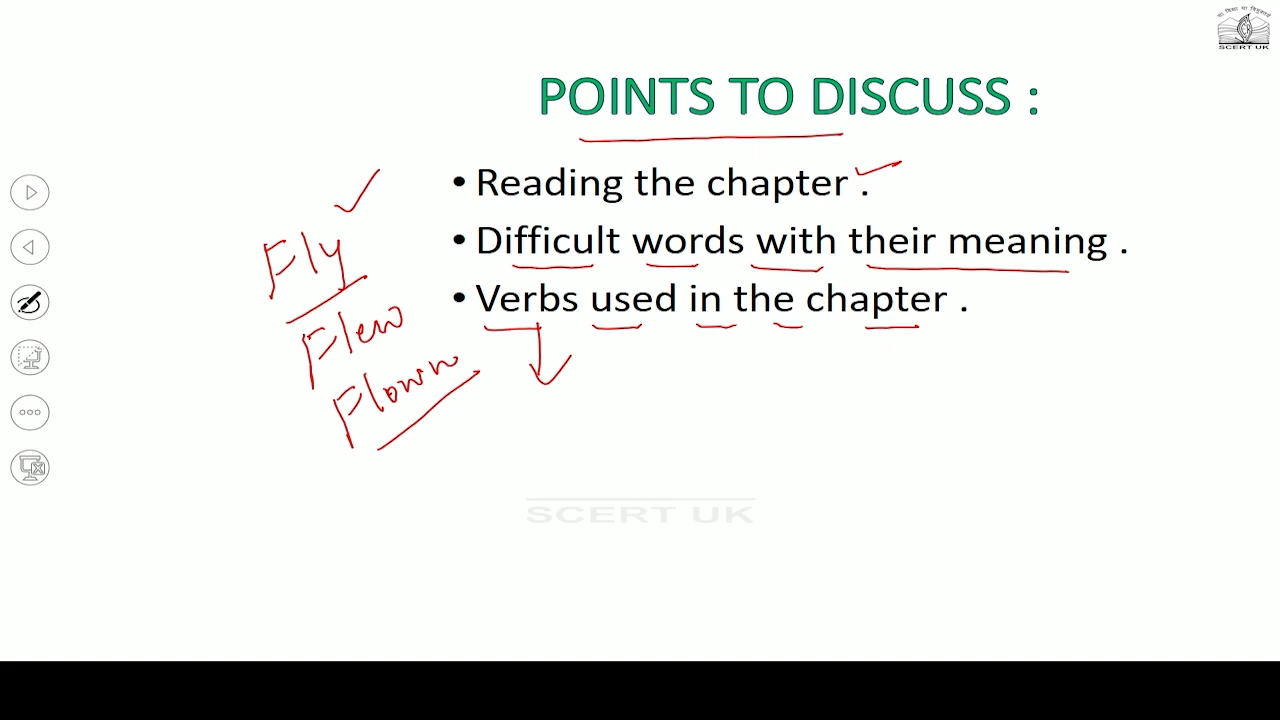 सा विद्या या विमुक्तये
SCERT UK
POINTS TO DISCUSS :
• Reading the chapter .
• Difficult words with their meaning .
• Verbs used in the chapter .
Fly
Flew
Flown
SCERT UK